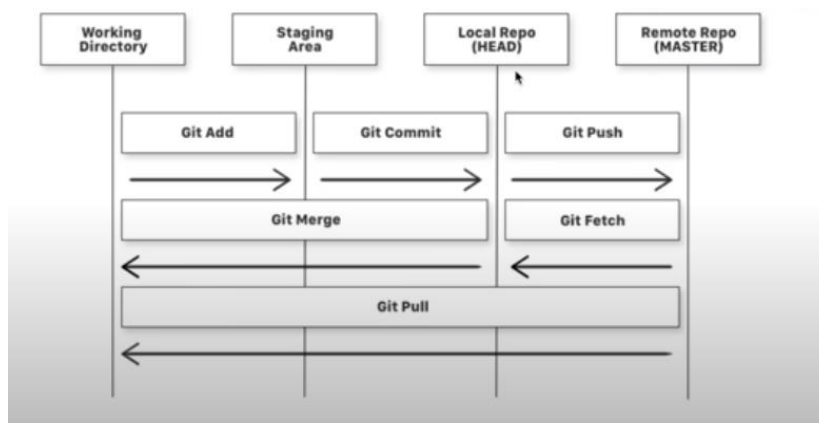 Working
Directory
Staging
Area
Local Repo
(HEAD)
Remote Repo
(MASTER)
Git Add
Git Commit
Git Push
Git Merge
Git Fetch
Git Pull